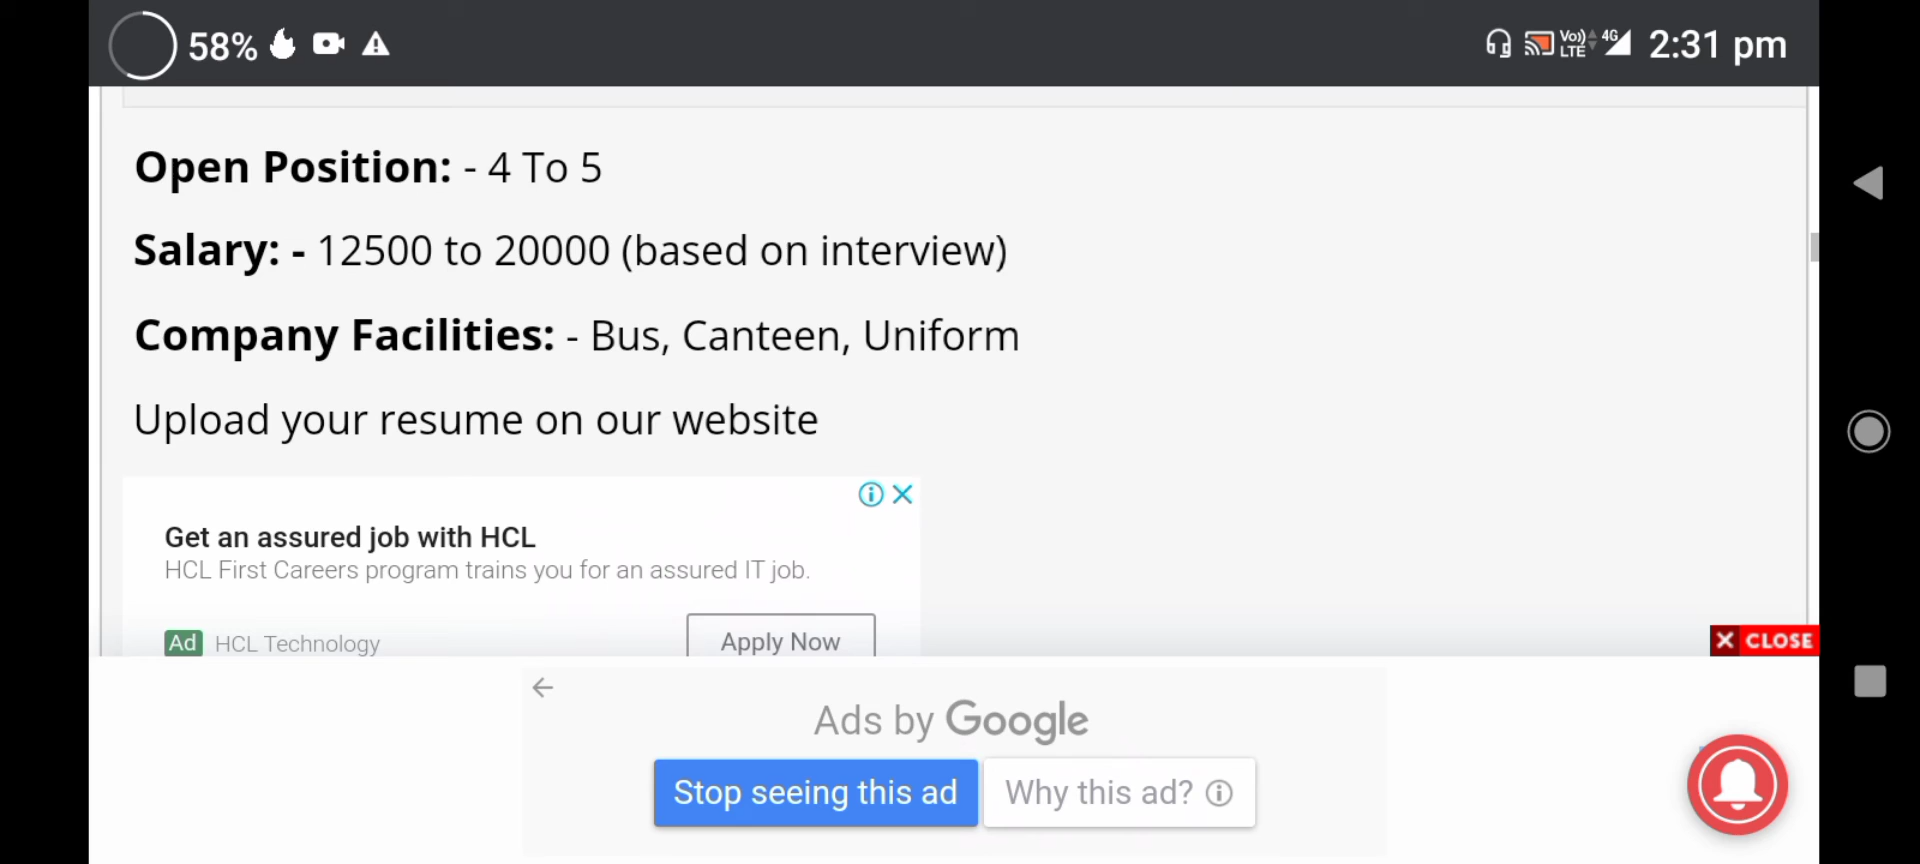 58% Vo)) LTE 4G 2:31 pm
Open Position: - 4 To 5
Salary: - 12500 to 20000 (based on interview)
Company Facilities: - Bus, Canteen, Uniform
Upload your resume on our website
Get an assured job with HCL
HCL First Careers program trains you for an assured IT job.
Ad HCL Technology
Apply Now
X CLOSE
Ads by Google
Stop seeing this ad
Why this ad?